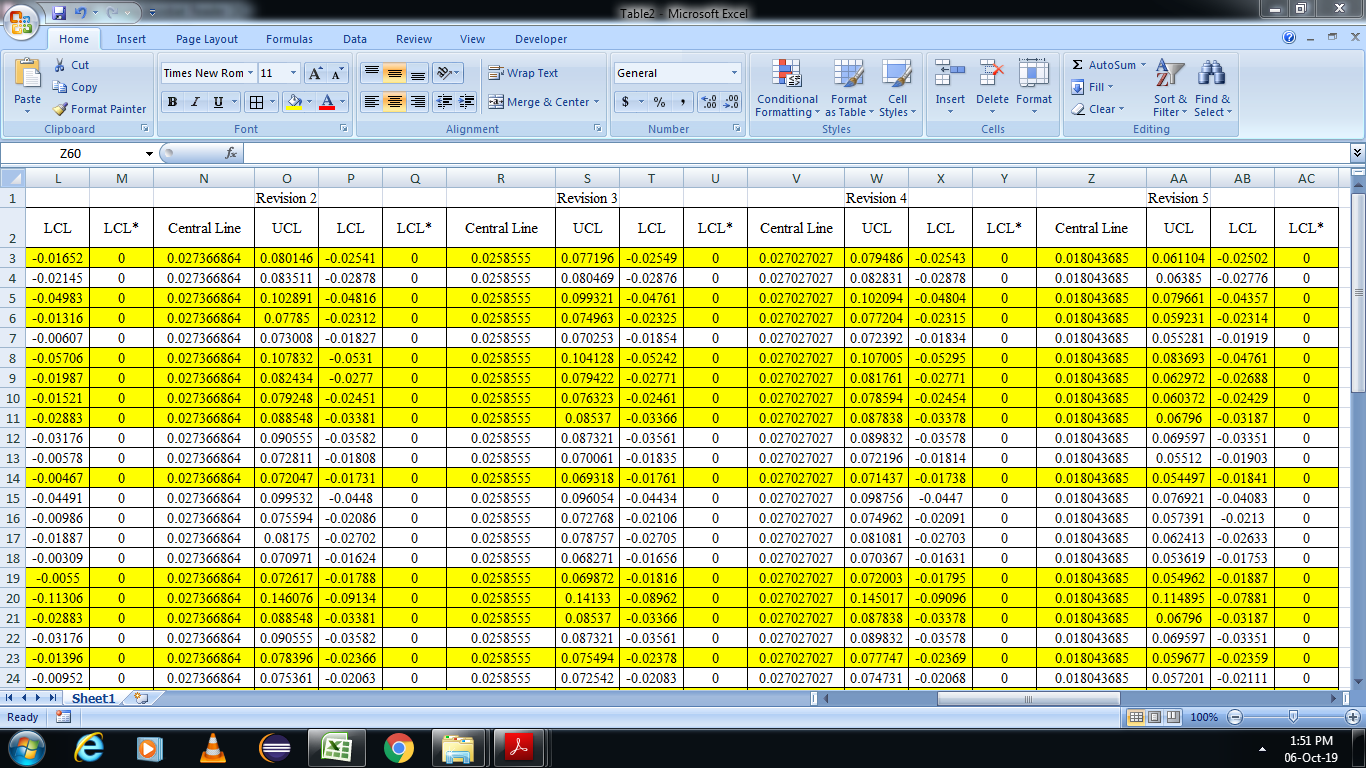 Table2 - Microsoft Excel
Home Insert Page Layout Formulas Data Review View Developer
Paste Cut Copy Format Painter Clipboard
Times New Rom 11 B I U Font
Wrap Text Merge & Center Alignment
General $ % , Number
Conditional Formatting Format as Table Cell Styles Styles
Insert Delete Format Cells
Σ AutoSum Fill Clear Sort & Filter Find & Select Editing
Z60 fx
L M N O P Q R S T U V W X Y Z AA AB AC
1 Revision 2 Revision 3 Revision 4 Revision 5
2 LCL LCL* Central Line UCL LCL LCL* Central Line UCL LCL LCL* Central Line UCL LCL LCL* Central Line UCL LCL LCL*
3 -0.01652 0 0.027366864 0.080146 -0.02541 0 0.0258555 0.077196 -0.02549 0 0.027027027 0.079486 -0.02543 0 0.018043685 0.061104 -0.02502 0
4 -0.02145 0 0.027366864 0.083511 -0.02878 0 0.0258555 0.080469 -0.02876 0 0.027027027 0.082831 -0.02878 0 0.018043685 0.06385 -0.02776 0
5 -0.04983 0 0.027366864 0.102891 -0.04816 0 0.0258555 0.099321 -0.04761 0 0.027027027 0.102094 -0.04804 0 0.018043685 0.079661 -0.04357 0
6 -0.01316 0 0.027366864 0.07785 -0.02312 0 0.0258555 0.074963 -0.02325 0 0.027027027 0.077204 -0.02315 0 0.018043685 0.059231 -0.02314 0
7 -0.00607 0 0.027366864 0.073008 -0.01827 0 0.0258555 0.070253 -0.01854 0 0.027027027 0.072392 -0.01834 0 0.018043685 0.055281 -0.01919 0
8 -0.05706 0 0.027366864 0.107832 -0.0531 0 0.0258555 0.104128 -0.05242 0 0.027027027 0.107005 -0.05295 0 0.018043685 0.083693 -0.04761 0
9 -0.01987 0 0.027366864 0.082434 -0.0277 0 0.0258555 0.079422 -0.02771 0 0.027027027 0.081761 -0.02771 0 0.018043685 0.062972 -0.02688 0
10 -0.01521 0 0.027366864 0.079248 -0.02451 0 0.0258555 0.076323 -0.02461 0 0.027027027 0.078594 -0.02454 0 0.018043685 0.060372 -0.02429 0
11 -0.02883 0 0.027366864 0.088548 -0.03381 0 0.0258555 0.08537 -0.03366 0 0.027027027 0.087838 -0.03378 0 0.018043685 0.06796 -0.03187 0
12 -0.03176 0 0.027366864 0.090555 -0.03582 0 0.0258555 0.087321 -0.03561 0 0.027027027 0.089832 -0.03578 0 0.018043685 0.069597 -0.03351 0
13 -0.00578 0 0.027366864 0.072811 -0.01808 0 0.0258555 0.070061 -0.01835 0 0.027027027 0.072196 -0.01814 0 0.018043685 0.05512 -0.01903 0
14 -0.00467 0 0.027366864 0.072047 -0.01731 0 0.0258555 0.069318 -0.01761 0 0.027027027 0.071437 -0.01738 0 0.018043685 0.054497 -0.01841 0
15 -0.04491 0 0.027366864 0.099532 -0.0448 0 0.0258555 0.096054 -0.04434 0 0.027027027 0.098756 -0.0447 0 0.018043685 0.076921 -0.04083 0
16 -0.00986 0 0.027366864 0.075594 -0.02086 0 0.0258555 0.072768 -0.02106 0 0.027027027 0.074962 -0.02091 0 0.018043685 0.057391 -0.0213 0
17 -0.01887 0 0.027366864 0.08175 -0.02702 0 0.0258555 0.078757 -0.02705 0 0.027027027 0.081081 -0.02703 0 0.018043685 0.062413 -0.02633 0
18 -0.00309 0 0.027366864 0.070971 -0.01624 0 0.0258555 0.068271 -0.01656 0 0.027027027 0.070367 -0.01631 0 0.018043685 0.053619 -0.01753 0
19 -0.0055 0 0.027366864 0.072617 -0.01788 0 0.0258555 0.069872 -0.01816 0 0.027027027 0.072003 -0.01795 0 0.018043685 0.054962 -0.01887 0
20 -0.11306 0 0.027366864 0.146076 -0.09134 0 0.0258555 0.14133 -0.08962 0 0.027027027 0.145017 -0.09096 0 0.018043685 0.114895 -0.07881 0
21 -0.02883 0 0.027366864 0.088548 -0.03381 0 0.0258555 0.08537 -0.03366 0 0.027027027 0.087838 -0.03378 0 0.018043685 0.06796 -0.03187 0
22 -0.03176 0 0.027366864 0.090555 -0.03582 0 0.0258555 0.087321 -0.03561 0 0.027027027 0.089832 -0.03578 0 0.018043685 0.069597 -0.03351 0
23 -0.01396 0 0.027366864 0.078396 -0.02366 0 0.0258555 0.075494 -0.02378 0 0.027027027 0.077747 -0.02369 0 0.018043685 0.059677 -0.02359 0
24 -0.00952 0 0.027366864 0.075361 -0.02063 0 0.0258555 0.072542 -0.02083 0 0.027027027 0.074731 -0.02068 0 0.018043685 0.057201 -0.02111 0
Sheet1
Ready 100%
1:51 PM
06-Oct-19